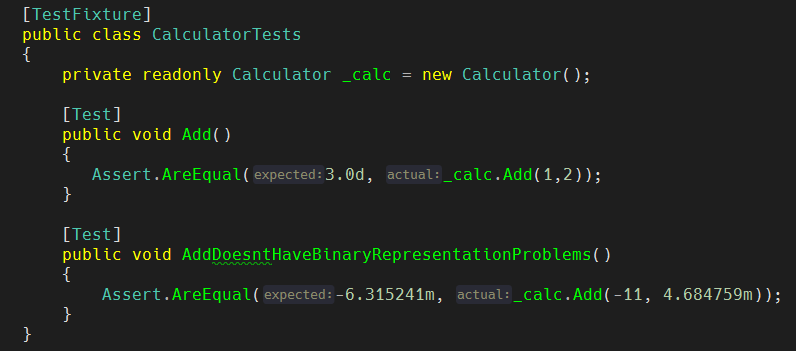 [TestFixture]
public class CalculatorTests
{
    private readonly Calculator _calc = new Calculator();

    [Test]
    public void Add()
    {
       Assert.AreEqual(expected:3.0d, actual:_calc.Add(1,2));
    }

    [Test]
    public void AddDoesntHaveBinaryRepresentationProblems()
    {
        Assert.AreEqual(expected:-6.315241m, actual:_calc.Add(-11, 4.684759m));
    }
}